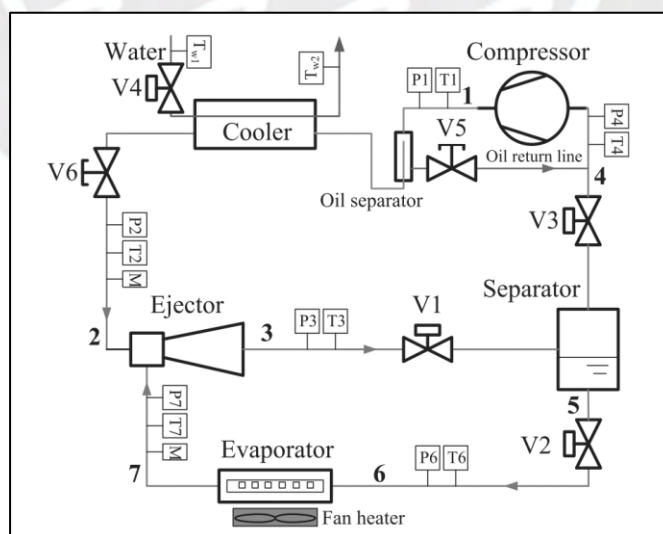 Water
T w1
T w2
Compressor
V4
P1
T1
1
P4
T4
Cooler
V5
Oil return line
4
V6
Oil separator
V3
P2
T2
M
Ejector
V1
Separator
2
3
P3
T3
5
P7
T7
M
V2
Evaporator
7
6
P6
T6
Fan heater